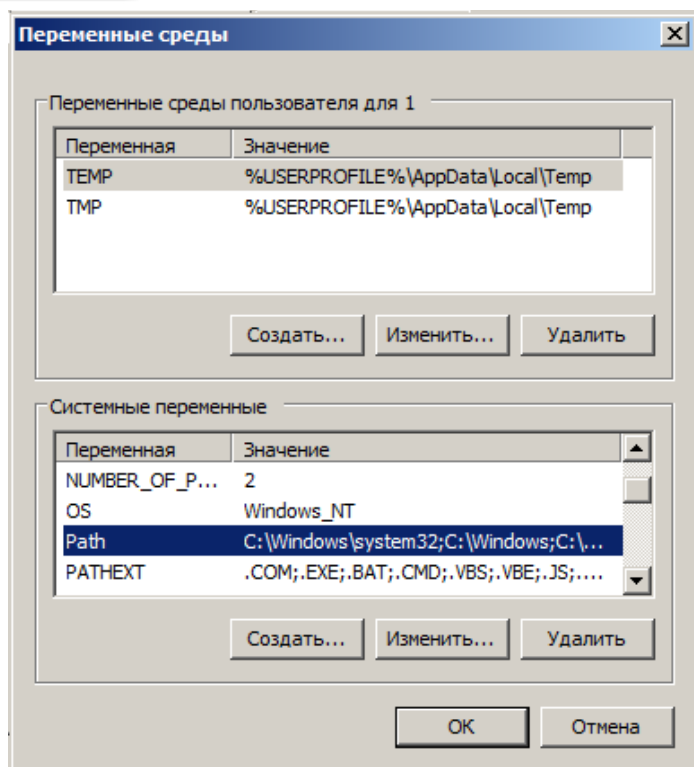 Переменные среды
Переменные среды пользователя для 1
Переменная Значение
TEMP %USERPROFILE%\AppData\Local\Temp
TMP %USERPROFILE%\AppData\Local\Temp
Создать... Изменить... Удалить
Системные переменные
Переменная Значение
NUMBER_OF_P... 2
OS Windows_NT
Path C:\Windows\system32;C:\Windows;C:\...
PATHEXT .COM;.EXE;.BAT;.CMD;.VBS;.VBE;.JS;....
Создать... Изменить... Удалить
ОК Отмена